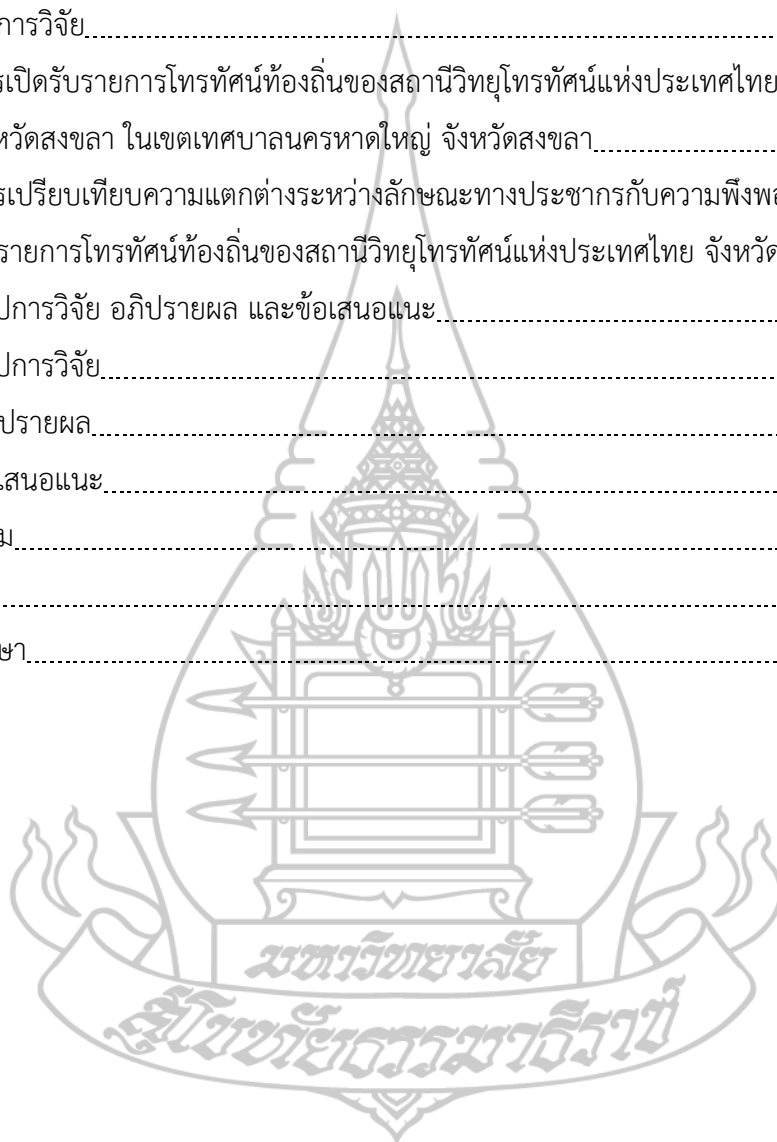 การวิจัย
รเปิดรับรายการโทรทัศน์ท้องถิ่นของสถานีวิทยุโทรทัศน์แห่งประเทศไทย
หวัดสงขลา ในเขตเทศบาลนครหาดใหญ่ จังหวัดสงขลา
รเปรียบเทียบความแตกต่างระหว่างลักษณะทางประชากรกับความพึงพอ
รายการโทรทัศน์ท้องถิ่นของสถานีวิทยุโทรทัศน์แห่งประเทศไทย จังหวัด
ปการวิจัย อภิปรายผล และข้อเสนอแนะ
ปการวิจัย
ปรายผล
เสนอแนะ
ม
ษา
มหาวิทยาลัย
สุโขทัยธรรมาธิราช